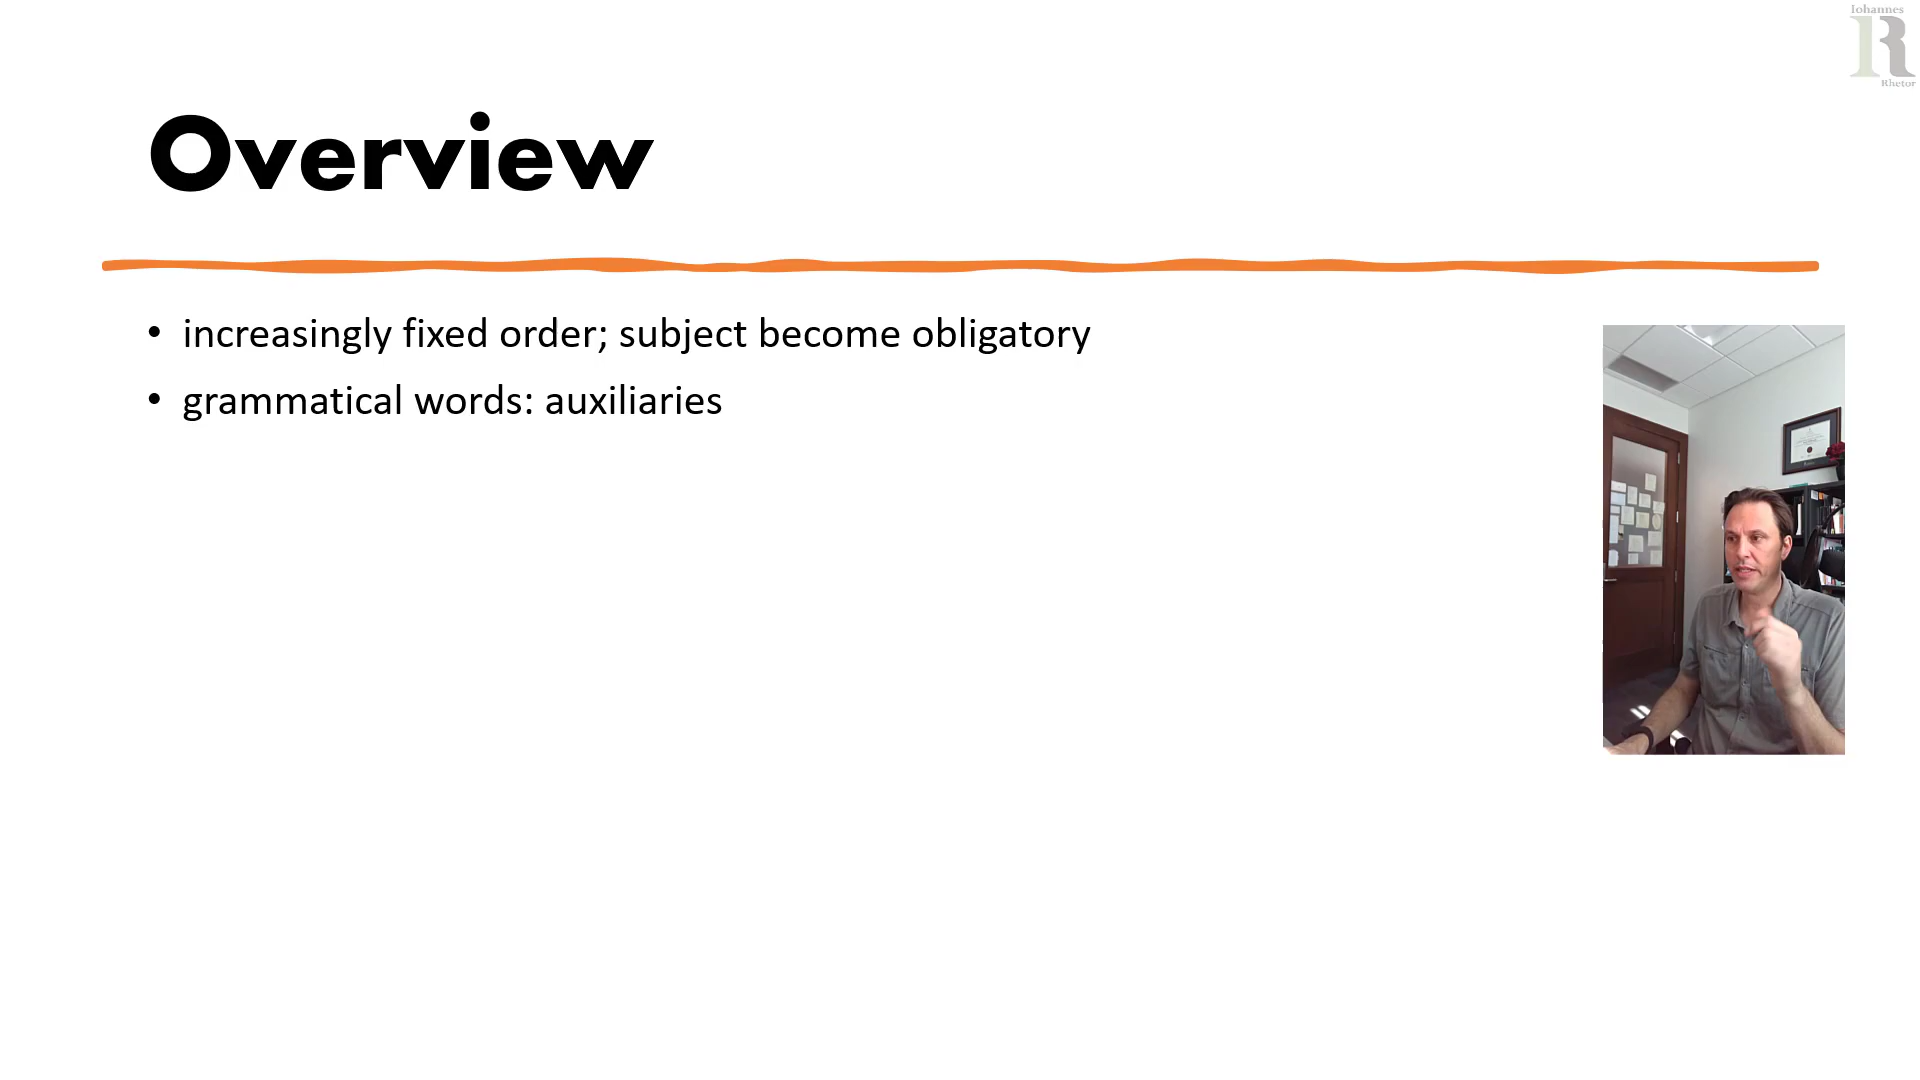 Iohannes
R
Rhetor
Overview
• increasingly fixed order; subject become obligatory
• grammatical words: auxiliaries